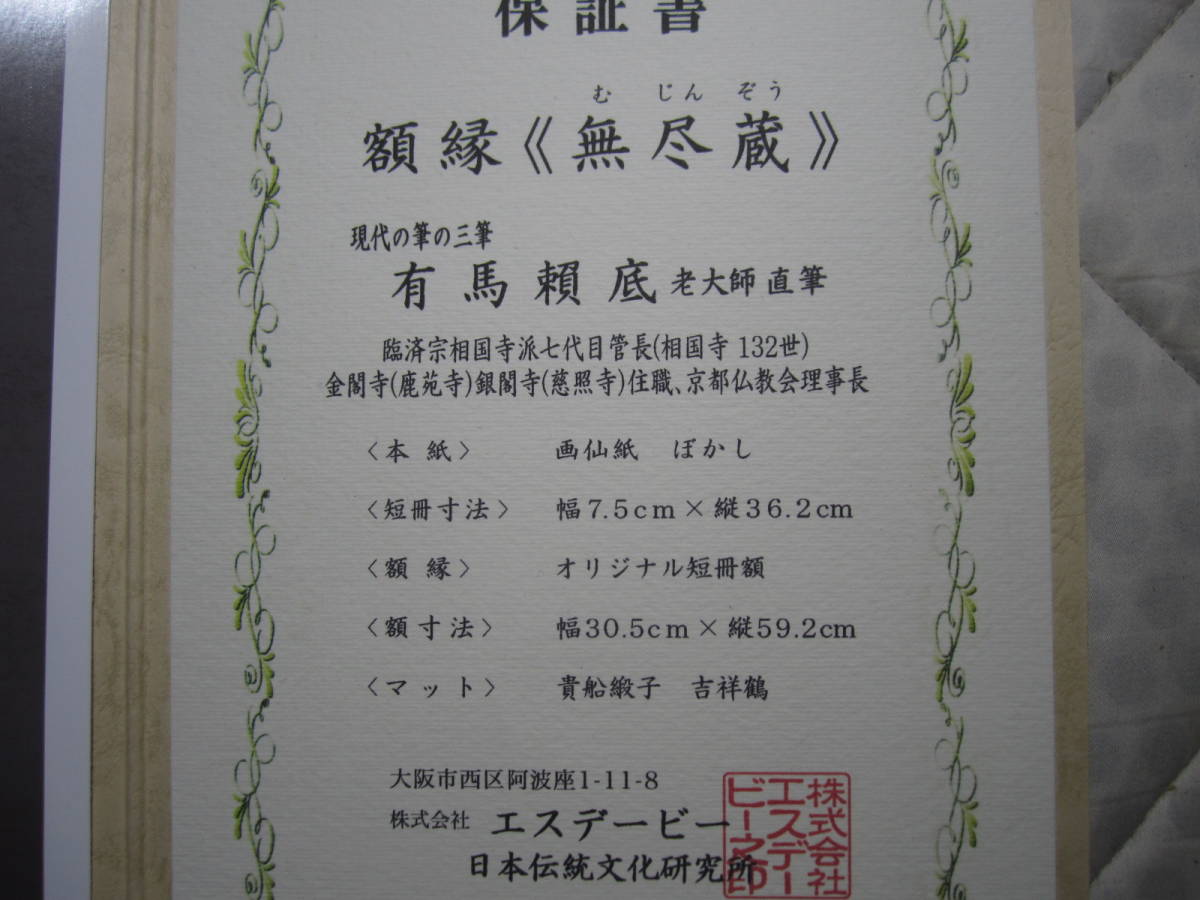 保証書
む じん ぞう
額縁《無尽蔵》
現代の筆の三筆
有馬賴底 老大師 直筆
臨済宗相国寺派七代目管長(相国寺 132世)
金閣寺(鹿苑寺)銀閣寺(慈照寺)住職、京都仏教会理事長
〈本紙〉 画仙紙 ぼかし
〈短冊寸法〉 幅7.5cm×縦36.2cm
〈額縁〉 オリジナル短冊額
〈額寸法〉 幅30.5cm×縦59.2cm
〈マット〉 貴船緞子 吉祥鶴
大阪市西区阿波座1-11-8
株式会社 エスデービー
日本伝統文化研究所
株式会社
エスデー
ビー之印